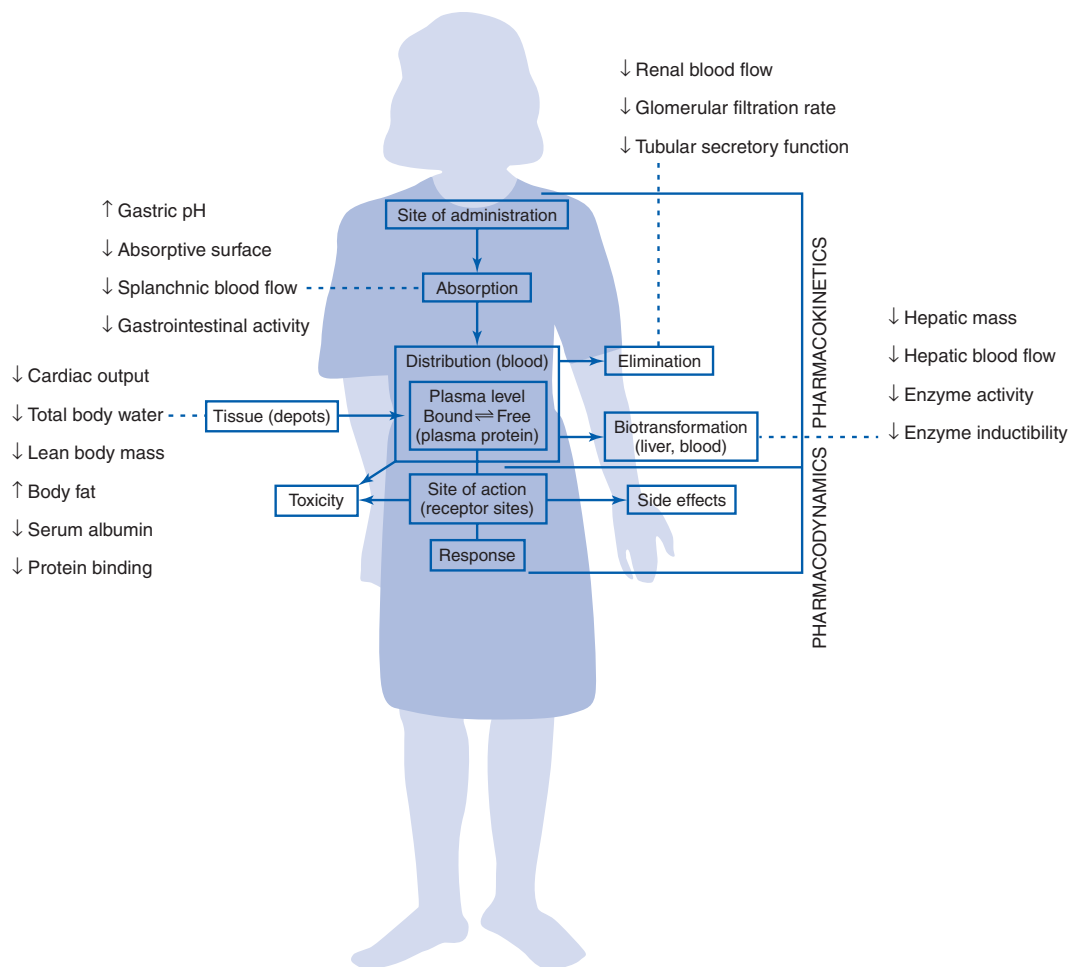 ↓ Renal blood flow
↓ Glomerular filtration rate
↓ Tubular secretory function
↑ Gastric pH
↓ Absorptive surface
↓ Splanchnic blood flow
↓ Gastrointestinal activity
Site of administration
Absorption
Distribution (blood)
Plasma level
Bound ⇌ Free
(plasma protein)
Elimination
Biotransformation
(liver, blood)
↓ Hepatic mass
↓ Hepatic blood flow
↓ Enzyme activity
↓ Enzyme inductibility
↓ Cardiac output
↓ Total body water
↓ Lean body mass
↑ Body fat
↓ Serum albumin
↓ Protein binding
Tissue (depots)
Toxicity
Site of action
(receptor sites)
Side effects
Response
PHARMACOKINETICS
PHARMACODYNAMICS